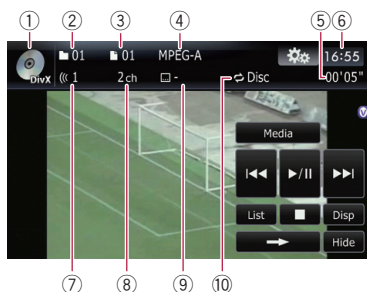 ① ② ③ ④ ⑤ ⑥
01 01 MPEG-A 16:55
DivX ((( 1 2 ch - Disc 00'05"
Media
List Disp
Hide
V
⑦ ⑧ ⑨ ⑩